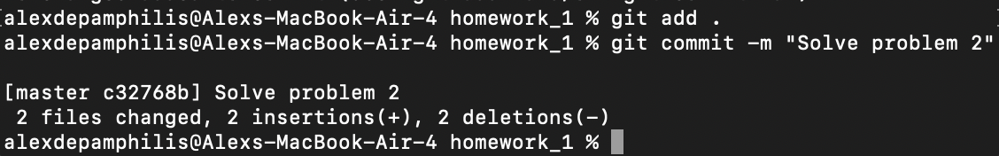 alexdepamphilis@Alexs-MacBook-Air-4 homework_1 % git add .
alexdepamphilis@Alexs-MacBook-Air-4 homework_1 % git commit -m "Solve problem 2"
[master c32768b] Solve problem 2
2 files changed, 2 insertions(+), 2 deletions(-)
alexdepamphilis@Alexs-MacBook-Air-4 homework_1 %